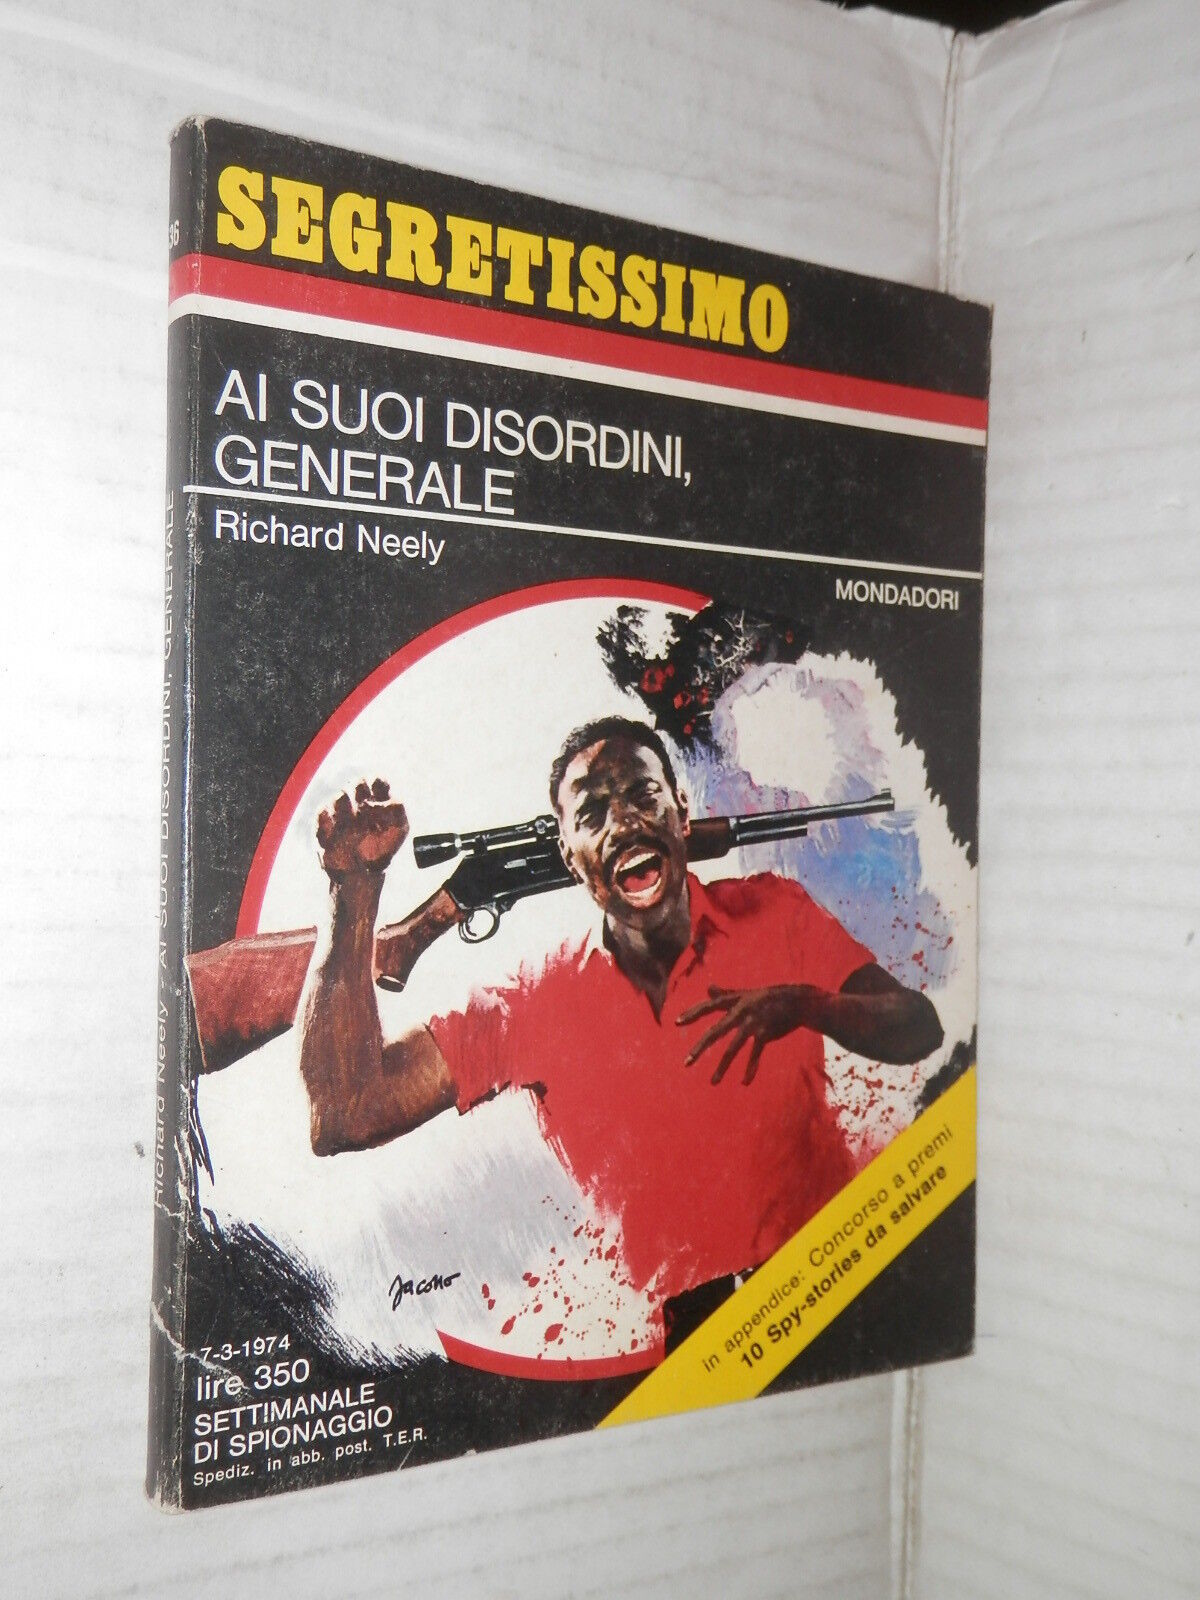 SEGRETISSIMO
AI SUOI DISORDINI,
GENERALE
Richard Neely
MONDADORI
Jacono
in appendice: Concorso a premi
10 Spy-stories da salvare
7-3-1974
lire 350
SETTIMANALE
DI SPIONAGGIO
Spediz. in abb. post. T.E.R.
36
Richard Neely - AI SUOI DISORDINI, GENERALE